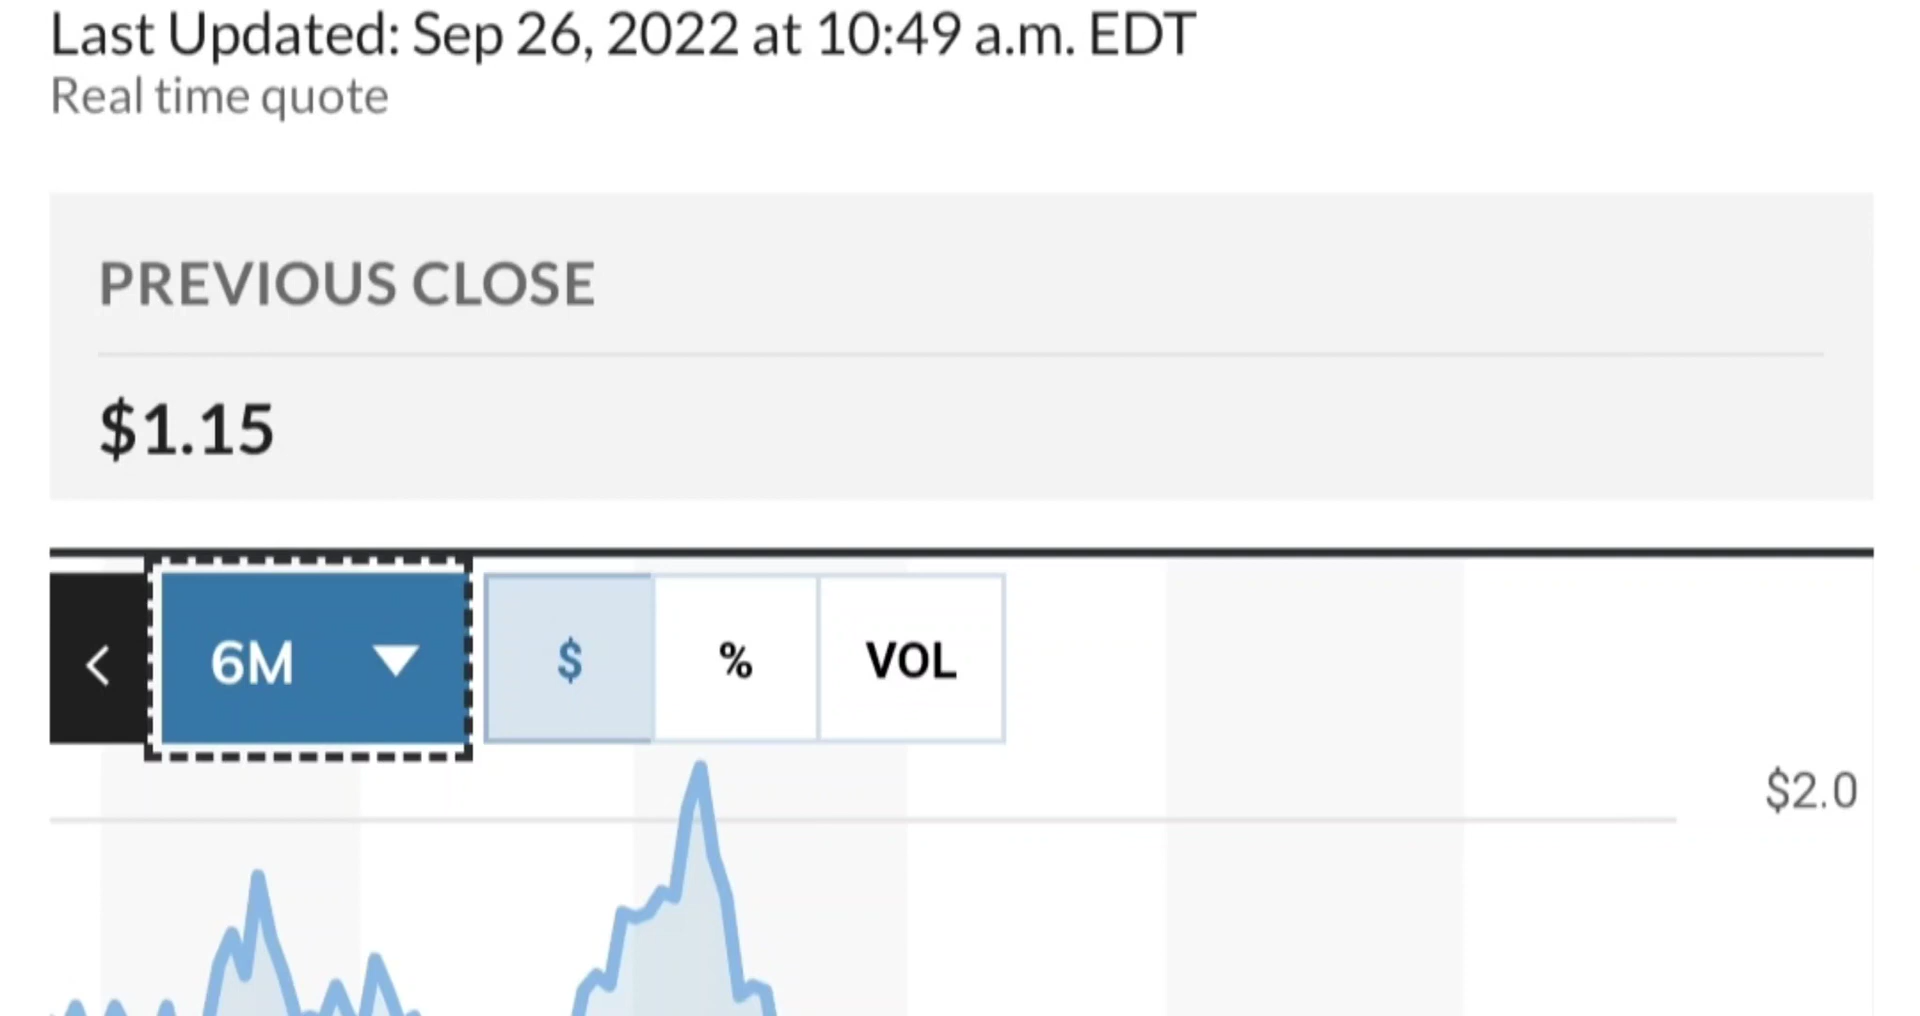 Last Updated: Sep 26, 2022 at 10:49 a.m. EDT
Real time quote
PREVIOUS CLOSE
$1.15
6M $ % VOL
$2.0